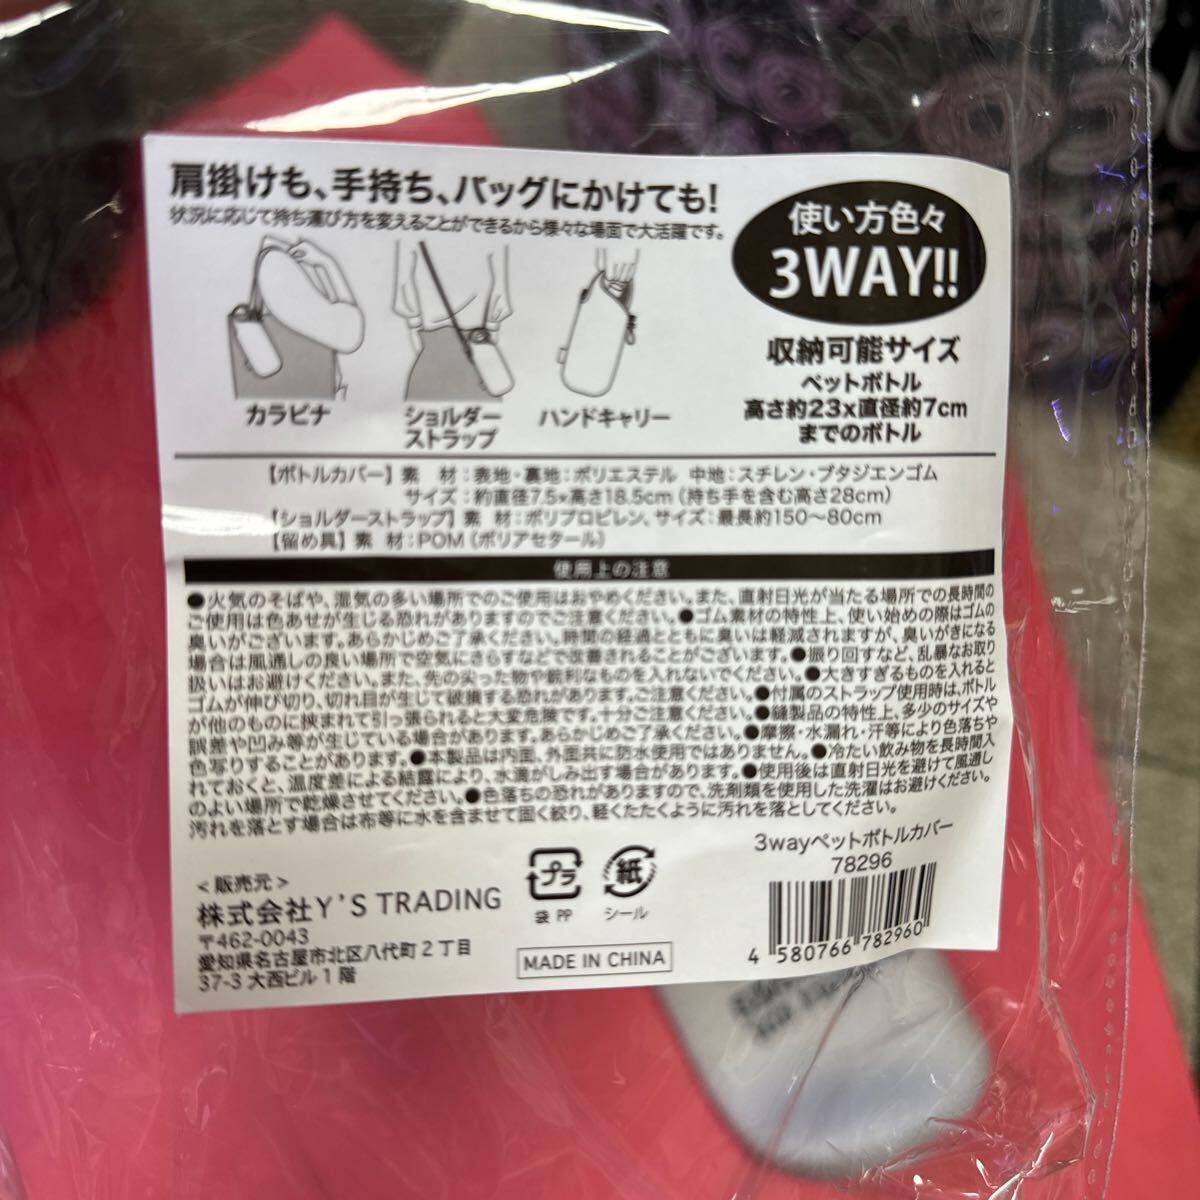 肩掛けも、手持ち、バッグにかけても!
状況に応じて持ち運び方を変えることができるから様々な場面で大活躍です。
使い方色々
3WAY!!
カラビナ
ショルダー
ストラップ
ハンドキャリー
収納可能サイズ
ペットボトル
高さ約23x直径約7cm
までのボトル
【ボトルカバー】素 材:表地・裏地:ポリエステル 中地:スチレン・ブタジエンゴム
サイズ:約直径7.5×高さ18.5cm(持ち手を含む高さ28cm)
【ショルダーストラップ】素 材:ポリプロピレン、サイズ:最長約150〜80cm
【留め具】素 材:POM(ポリアセタール)
使用上の注意
●火気のそばや、湿気の多い場所でのご使用はおやめください。また、直射日光が当たる場所での長時間の
ご使用は色あせが生じる恐れがありますのでご注意ください。●ゴム素材の特性上、使い始めの際はゴムの
臭いがございます。あらかじめご了承ください。時間の経過とともに臭いは軽減されますが、臭いがきになる
場合は風通しの良い場所で空気にさらすなどで改善されることがございます。●振り回すなど、乱暴なお取り
扱いはお避けください。また、先の尖った物や鋭利なものを入れないでください。●大きすぎるものを入れると
ゴムが伸び切り、切れ目が生じて破損する恐れがあります。ご注意ください。●付属のストラップ使用時は、ボトル
が他のものに挟まれて引っ張られると大変危険です。十分ご注意ください。●縫製品の特性上、多少のサイズや
誤差や凹み等が生じている場合があります。あらかじめご了承ください。●摩擦・水漏れ・汗等により色落ちや
色写りすることがあります。●本製品は内面、外面共に防水使用ではありません。●冷たい飲み物を長時間入
れておくと、温度差による結露により、水滴がしみ出す場合があります。●使用後は直射日光を避けて風通し
のよい場所で乾燥させてください。●色落ちの恐れがありますので、洗剤類を使用した洗濯はお避けください。
汚れを落とす場合は布等に水を含ませて固く絞り、軽くたたくように汚れを落としてください。
3wayペットボトルカバー
78296
4 580766 782960
<販売元>
株式会社Y'S TRADING
〒462-0043
愛知県名古屋市北区八代町2丁目
37-3 大西ビル1階
プラ
袋 PP
紙
シール
MADE IN CHINA